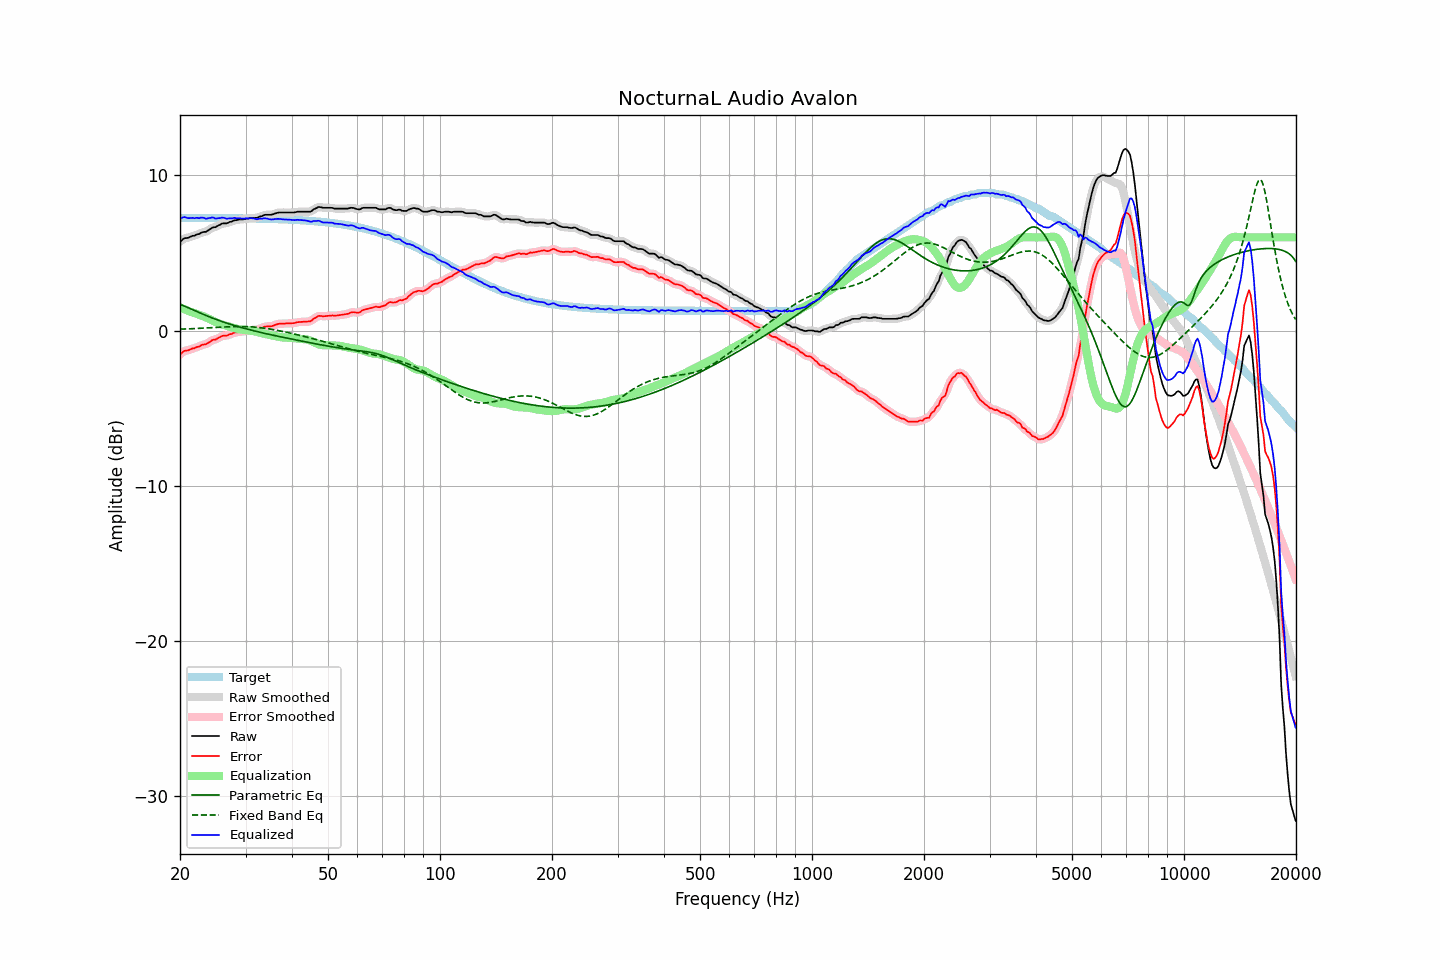 NocturnaL Audio Avalon
10
0
−10
−20
−30
Amplitude (dBr)
Target
Raw Smoothed
Error Smoothed
Raw
Error
Equalization
Parametric Eq
Fixed Band Eq
Equalized
20 50 100 200 500 1000 2000 5000 10000 20000
Frequency (Hz)